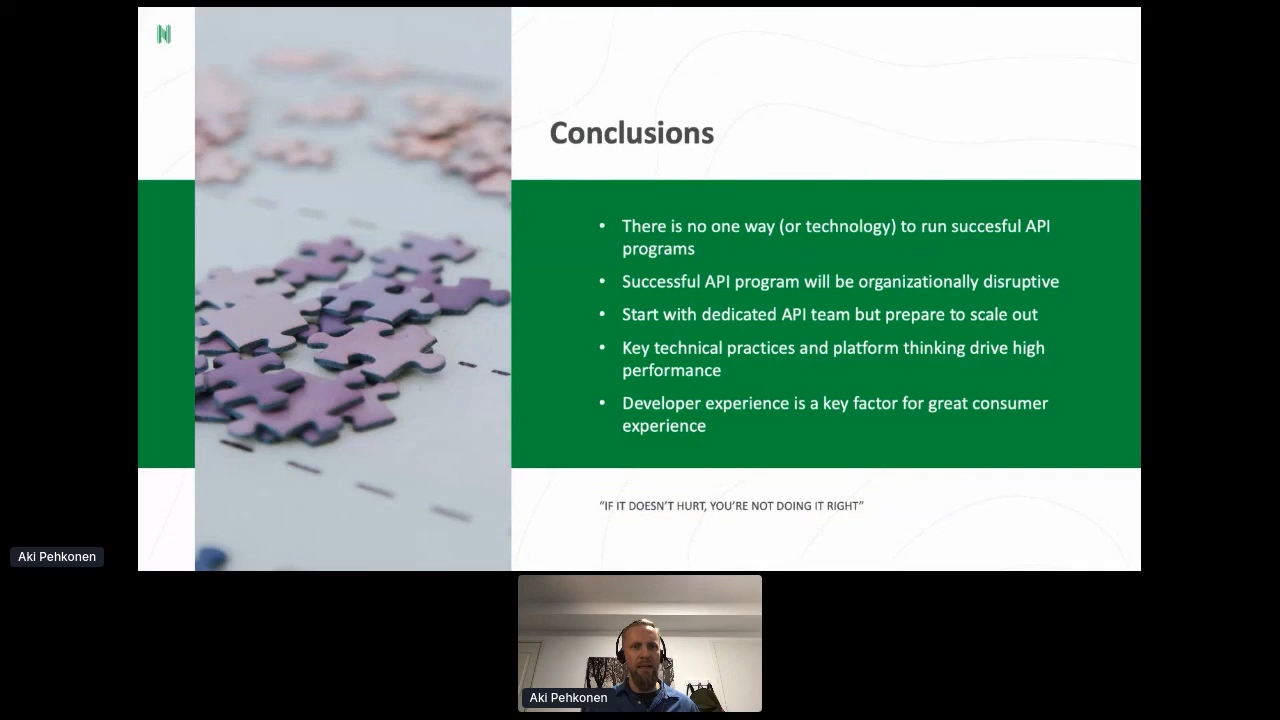 Conclusions
• There is no one way (or technology) to run succesful API
programs
• Successful API program will be organizationally disruptive
• Start with dedicated API team but prepare to scale out
• Key technical practices and platform thinking drive high
performance
• Developer experience is a key factor for great consumer
experience
“IF IT DOESN’T HURT, YOU’RE NOT DOING IT RIGHT”
Aki Pehkonen
Aki Pehkonen